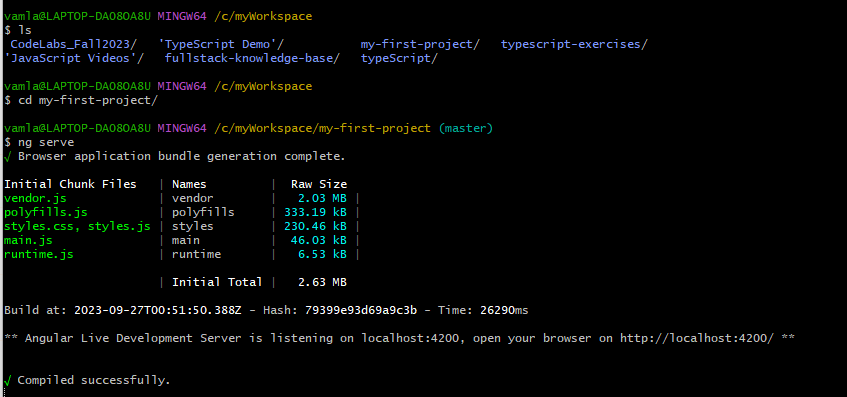 vamla@LAPTOP-DA080A8U MINGW64 /c/myWorkspace
$ ls
CodeLabs_Fall2023/ 'TypeScript Demo'/ my-first-project/ typescript-exercises/
'JavaScript Videos'/ fullstack-knowledge-base/ typeScript/
vamla@LAPTOP-DA080A8U MINGW64 /c/myWorkspace
$ cd my-first-project/
vamla@LAPTOP-DA080A8U MINGW64 /c/myWorkspace/my-first-project (master)
$ ng serve
√ Browser application bundle generation complete.
Initial Chunk Files | Names | Raw Size
vendor.js | vendor | 2.03 MB |
polyfills.js | polyfills | 333.19 kB |
styles.css, styles.js | styles | 230.46 kB |
main.js | main | 46.03 kB |
runtime.js | runtime | 6.53 kB |
| Initial Total | 2.63 MB
Build at: 2023-09-27T00:51:50.388Z - Hash: 79399e93d69a9c3b - Time: 26290ms
** Angular Live Development Server is listening on localhost:4200, open your browser on http://localhost:4200/ **
√ Compiled successfully.